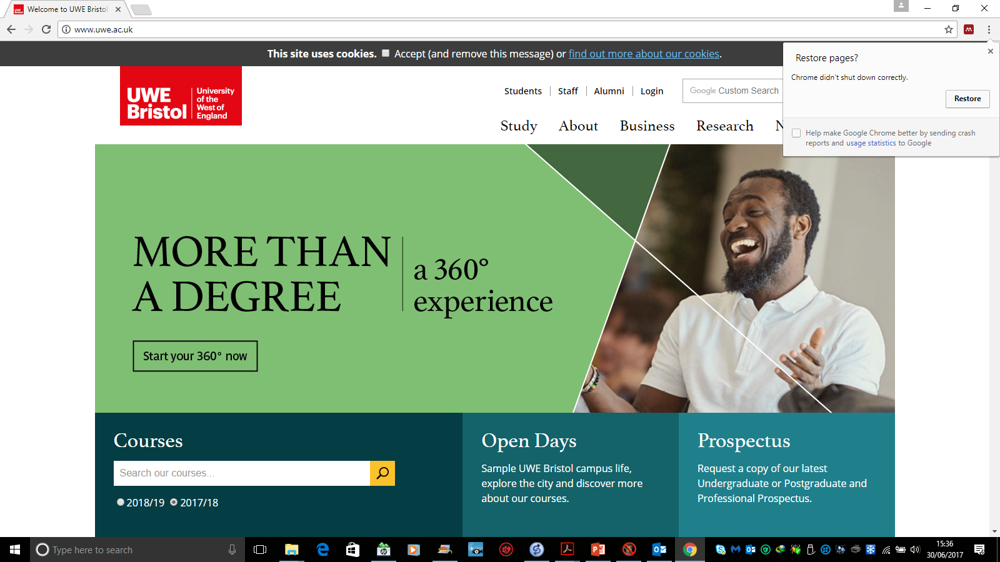 Welcome to UWE Bristol
www.uwe.ac.uk
This site uses cookies. Accept (and remove this message) or find out more about our cookies.
Restore pages?
Chrome didn't shut down correctly.
Restore
Help make Google Chrome better by sending crash
reports and usage statistics to Google
UWE
Bristol
University
of the
West of
England
Students
Staff
Alumni
Login
Google Custom Search
Study
About
Business
Research
MORE THAN
A DEGREE
a 360°
experience
Start your 360° now
Courses
Search our courses...
2018/19
2017/18
Open Days
Sample UWE Bristol campus life,
explore the city and discover more
about our courses.
Prospectus
Request a copy of our latest
Undergraduate or Postgraduate and
Professional Prospectus.
Type here to search
15:36
30/06/2017